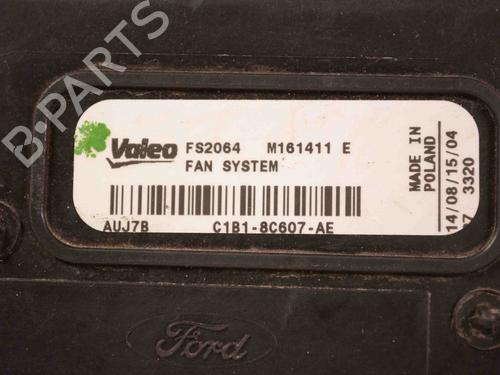 B-PARTS
Valeo FS2064 M161411 E
FAN SYSTEM
AUJ7B C1B1-8C607-AE
MADE IN
POLAND
14/08/15/04
3320
Ford